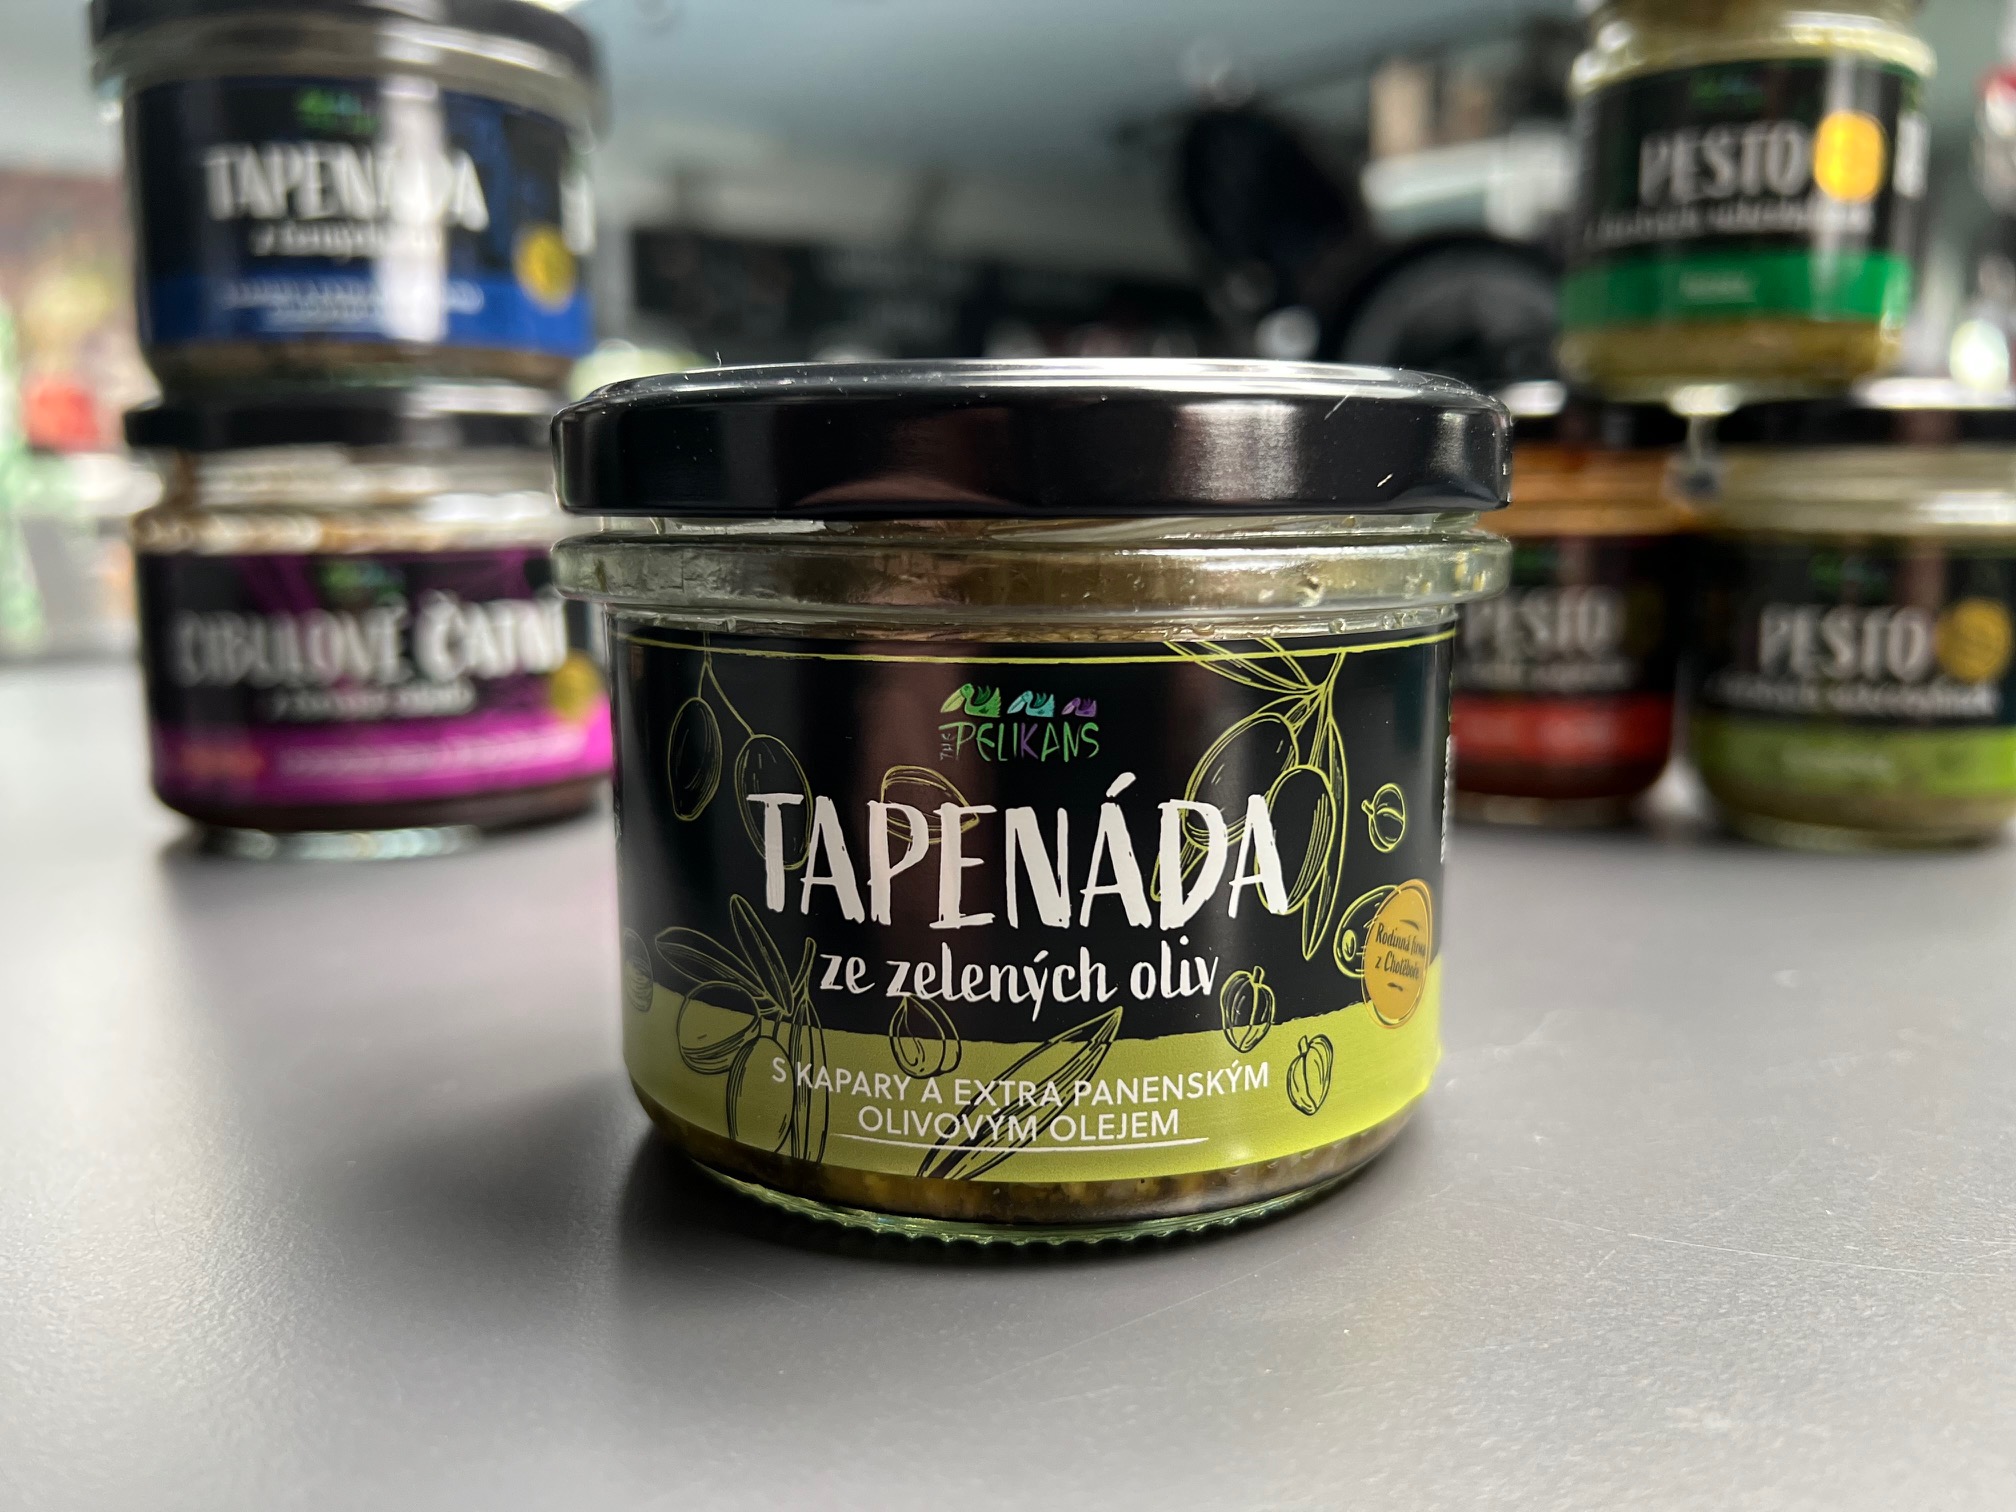 TAPENÁDA
CIBULOVÉ ČATNÍ
PESTO
PESTO
PESTO
THE PELIKANS
TAPENÁDA
ze zelených oliv
S KAPARY A EXTRA PANENSKÝM
OLIVOVÝM OLEJEM
Rodinná firma
z Chotěboře